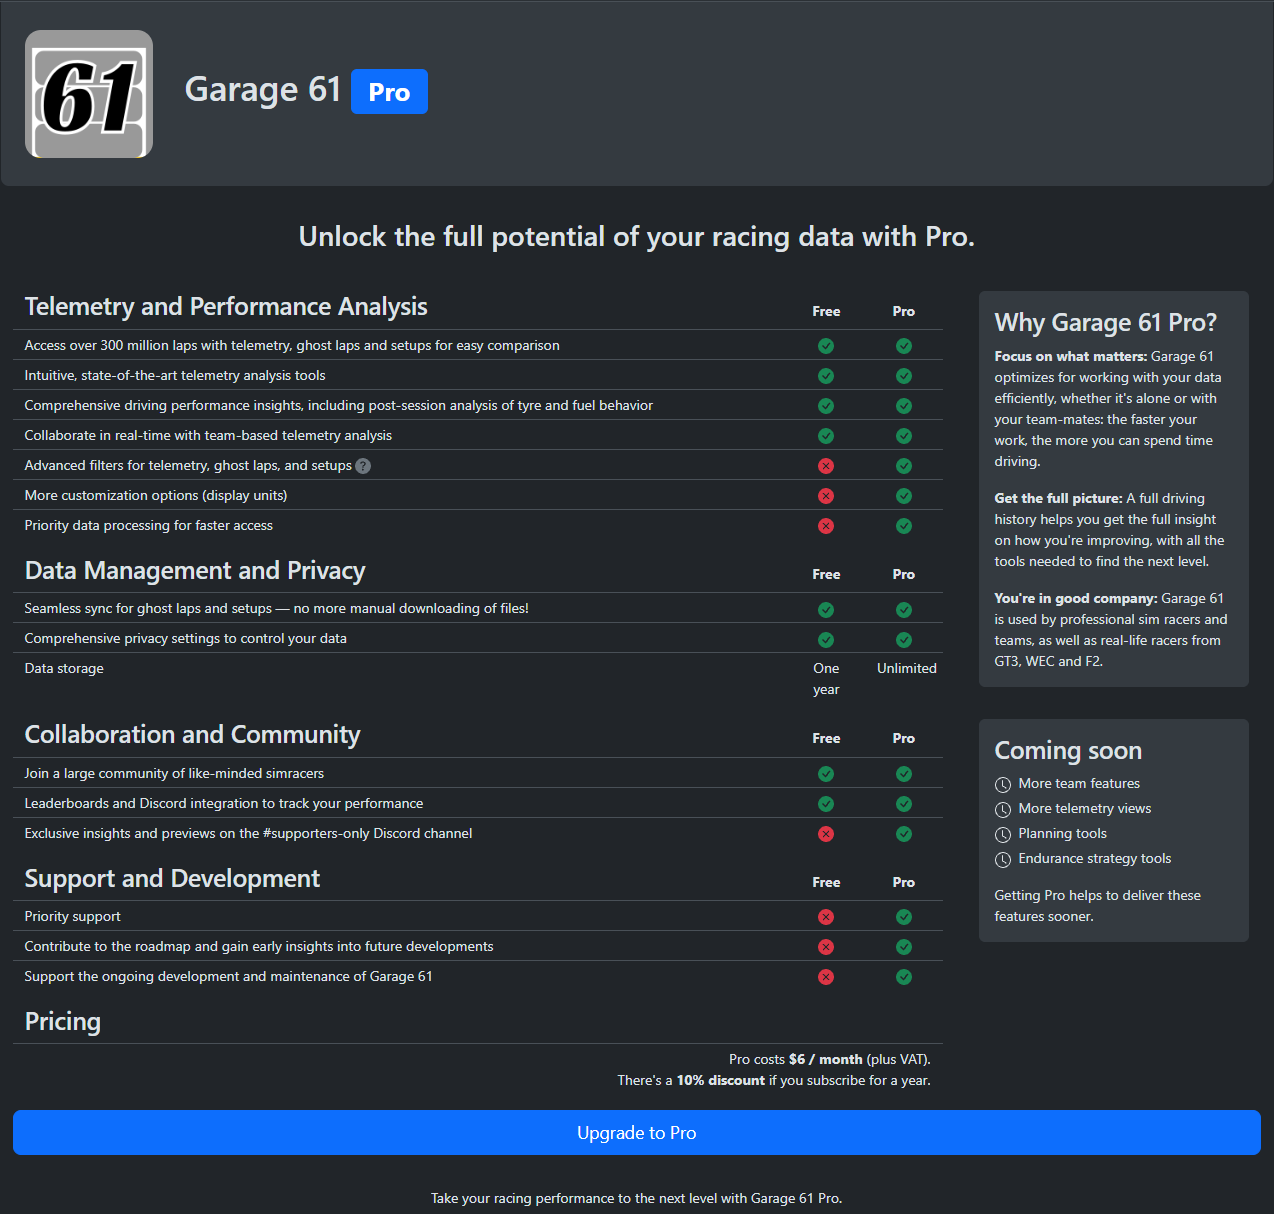 61
Garage 61 Pro
Unlock the full potential of your racing data with Pro.
Telemetry and Performance Analysis Free Pro
Access over 300 million laps with telemetry, ghost laps and setups for easy comparison
Intuitive, state-of-the-art telemetry analysis tools
Comprehensive driving performance insights, including post-session analysis of tyre and fuel behavior
Collaborate in real-time with team-based telemetry analysis
Advanced filters for telemetry, ghost laps, and setups ?
More customization options (display units)
Priority data processing for faster access
Data Management and Privacy Free Pro
Seamless sync for ghost laps and setups — no more manual downloading of files!
Comprehensive privacy settings to control your data
Data storage One Unlimited
year
Collaboration and Community Free Pro
Join a large community of like-minded simracers
Leaderboards and Discord integration to track your performance
Exclusive insights and previews on the #supporters-only Discord channel
Support and Development Free Pro
Priority support
Contribute to the roadmap and gain early insights into future developments
Support the ongoing development and maintenance of Garage 61
Pricing
Pro costs $6 / month (plus VAT).
There's a 10% discount if you subscribe for a year.
Why Garage 61 Pro?
Focus on what matters: Garage 61
optimizes for working with your data
efficiently, whether it's alone or with
your team-mates: the faster your
work, the more you can spend time
driving.
Get the full picture: A full driving
history helps you get the full insight
on how you're improving, with all the
tools needed to find the next level.
You're in good company: Garage 61
is used by professional sim racers and
teams, as well as real-life racers from
GT3, WEC and F2.
Coming soon
More team features
More telemetry views
Planning tools
Endurance strategy tools
Getting Pro helps to deliver these
features sooner.
Upgrade to Pro
Take your racing performance to the next level with Garage 61 Pro.